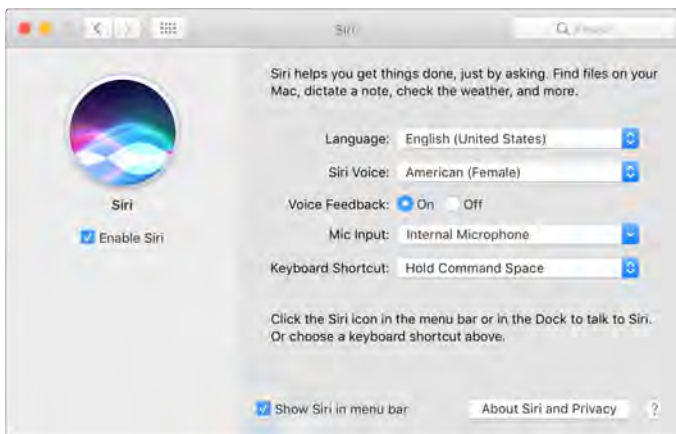 Siri
Siri helps you get things done, just by asking. Find files on your
Mac, dictate a note, check the weather, and more.
Language: English (United States)
Siri Voice: American (Female)
Siri
Voice Feedback: On Off
Enable Siri
Mic Input: Internal Microphone
Keyboard Shortcut: Hold Command Space
Click the Siri icon in the menu bar or in the Dock to talk to Siri.
Or choose a keyboard shortcut above.
Show Siri in menu bar
About Siri and Privacy
?